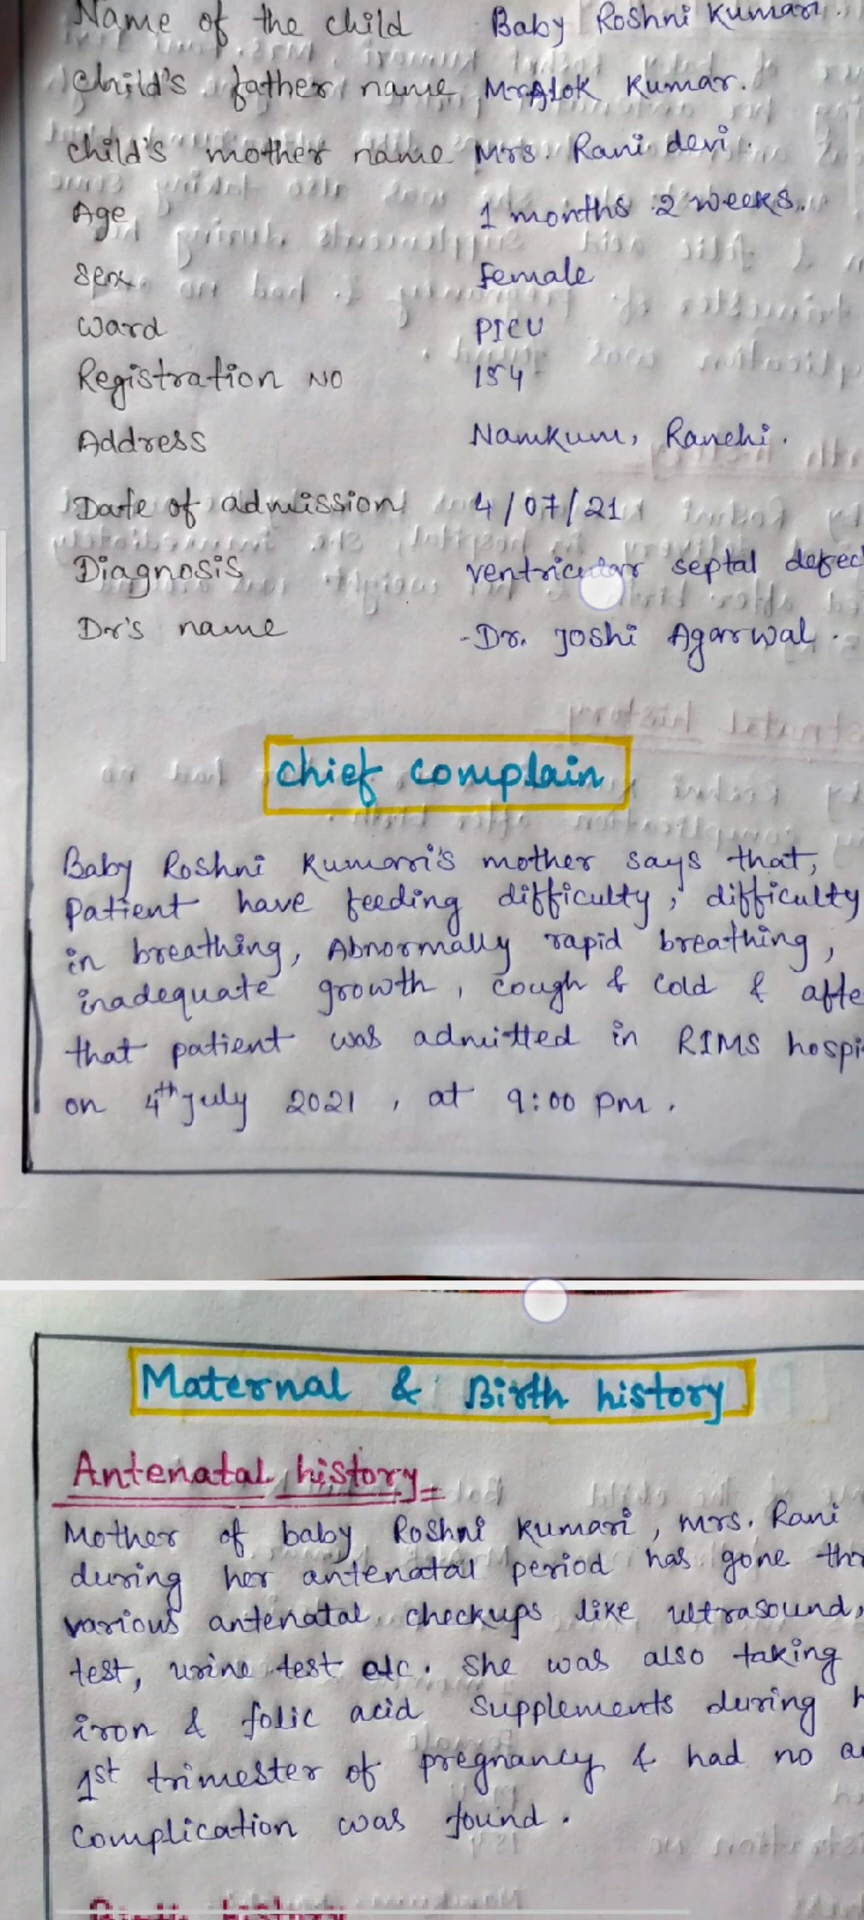 Name of the child Baby Roshni Kumari.
Child's father name Mr Alok Kumar.
Child's mother name Mrs. Rani devi.
Age 1 months 2 weeks.
Sex Female
Ward PICU
Registration NO 154
Address Namkum, Ranchi.
Date of admission 4/07/21
Diagnosis ventricular septal defec
Dr's name -Dr. Joshi Agarwal.
Chief complain
Baby Roshni Kumari's mother says that,
Patient have feeding difficulty, difficulty
in breathing, Abnormally rapid breathing,
inadequate growth, cough & cold & afte
that patient was admitted in RIMS hospi
on 4th July 2021, at 9:00 PM.
Maternal & Birth history
Antenatal history
Mother of baby Roshni Kumari, Mrs. Rani
during her antenatal period has gone thr
various antenatal checkups like ultrasound,
test, urine test etc. She was also taking
iron & folic acid supplements during h
1st trimester of pregnancy & had no a
complication was found.